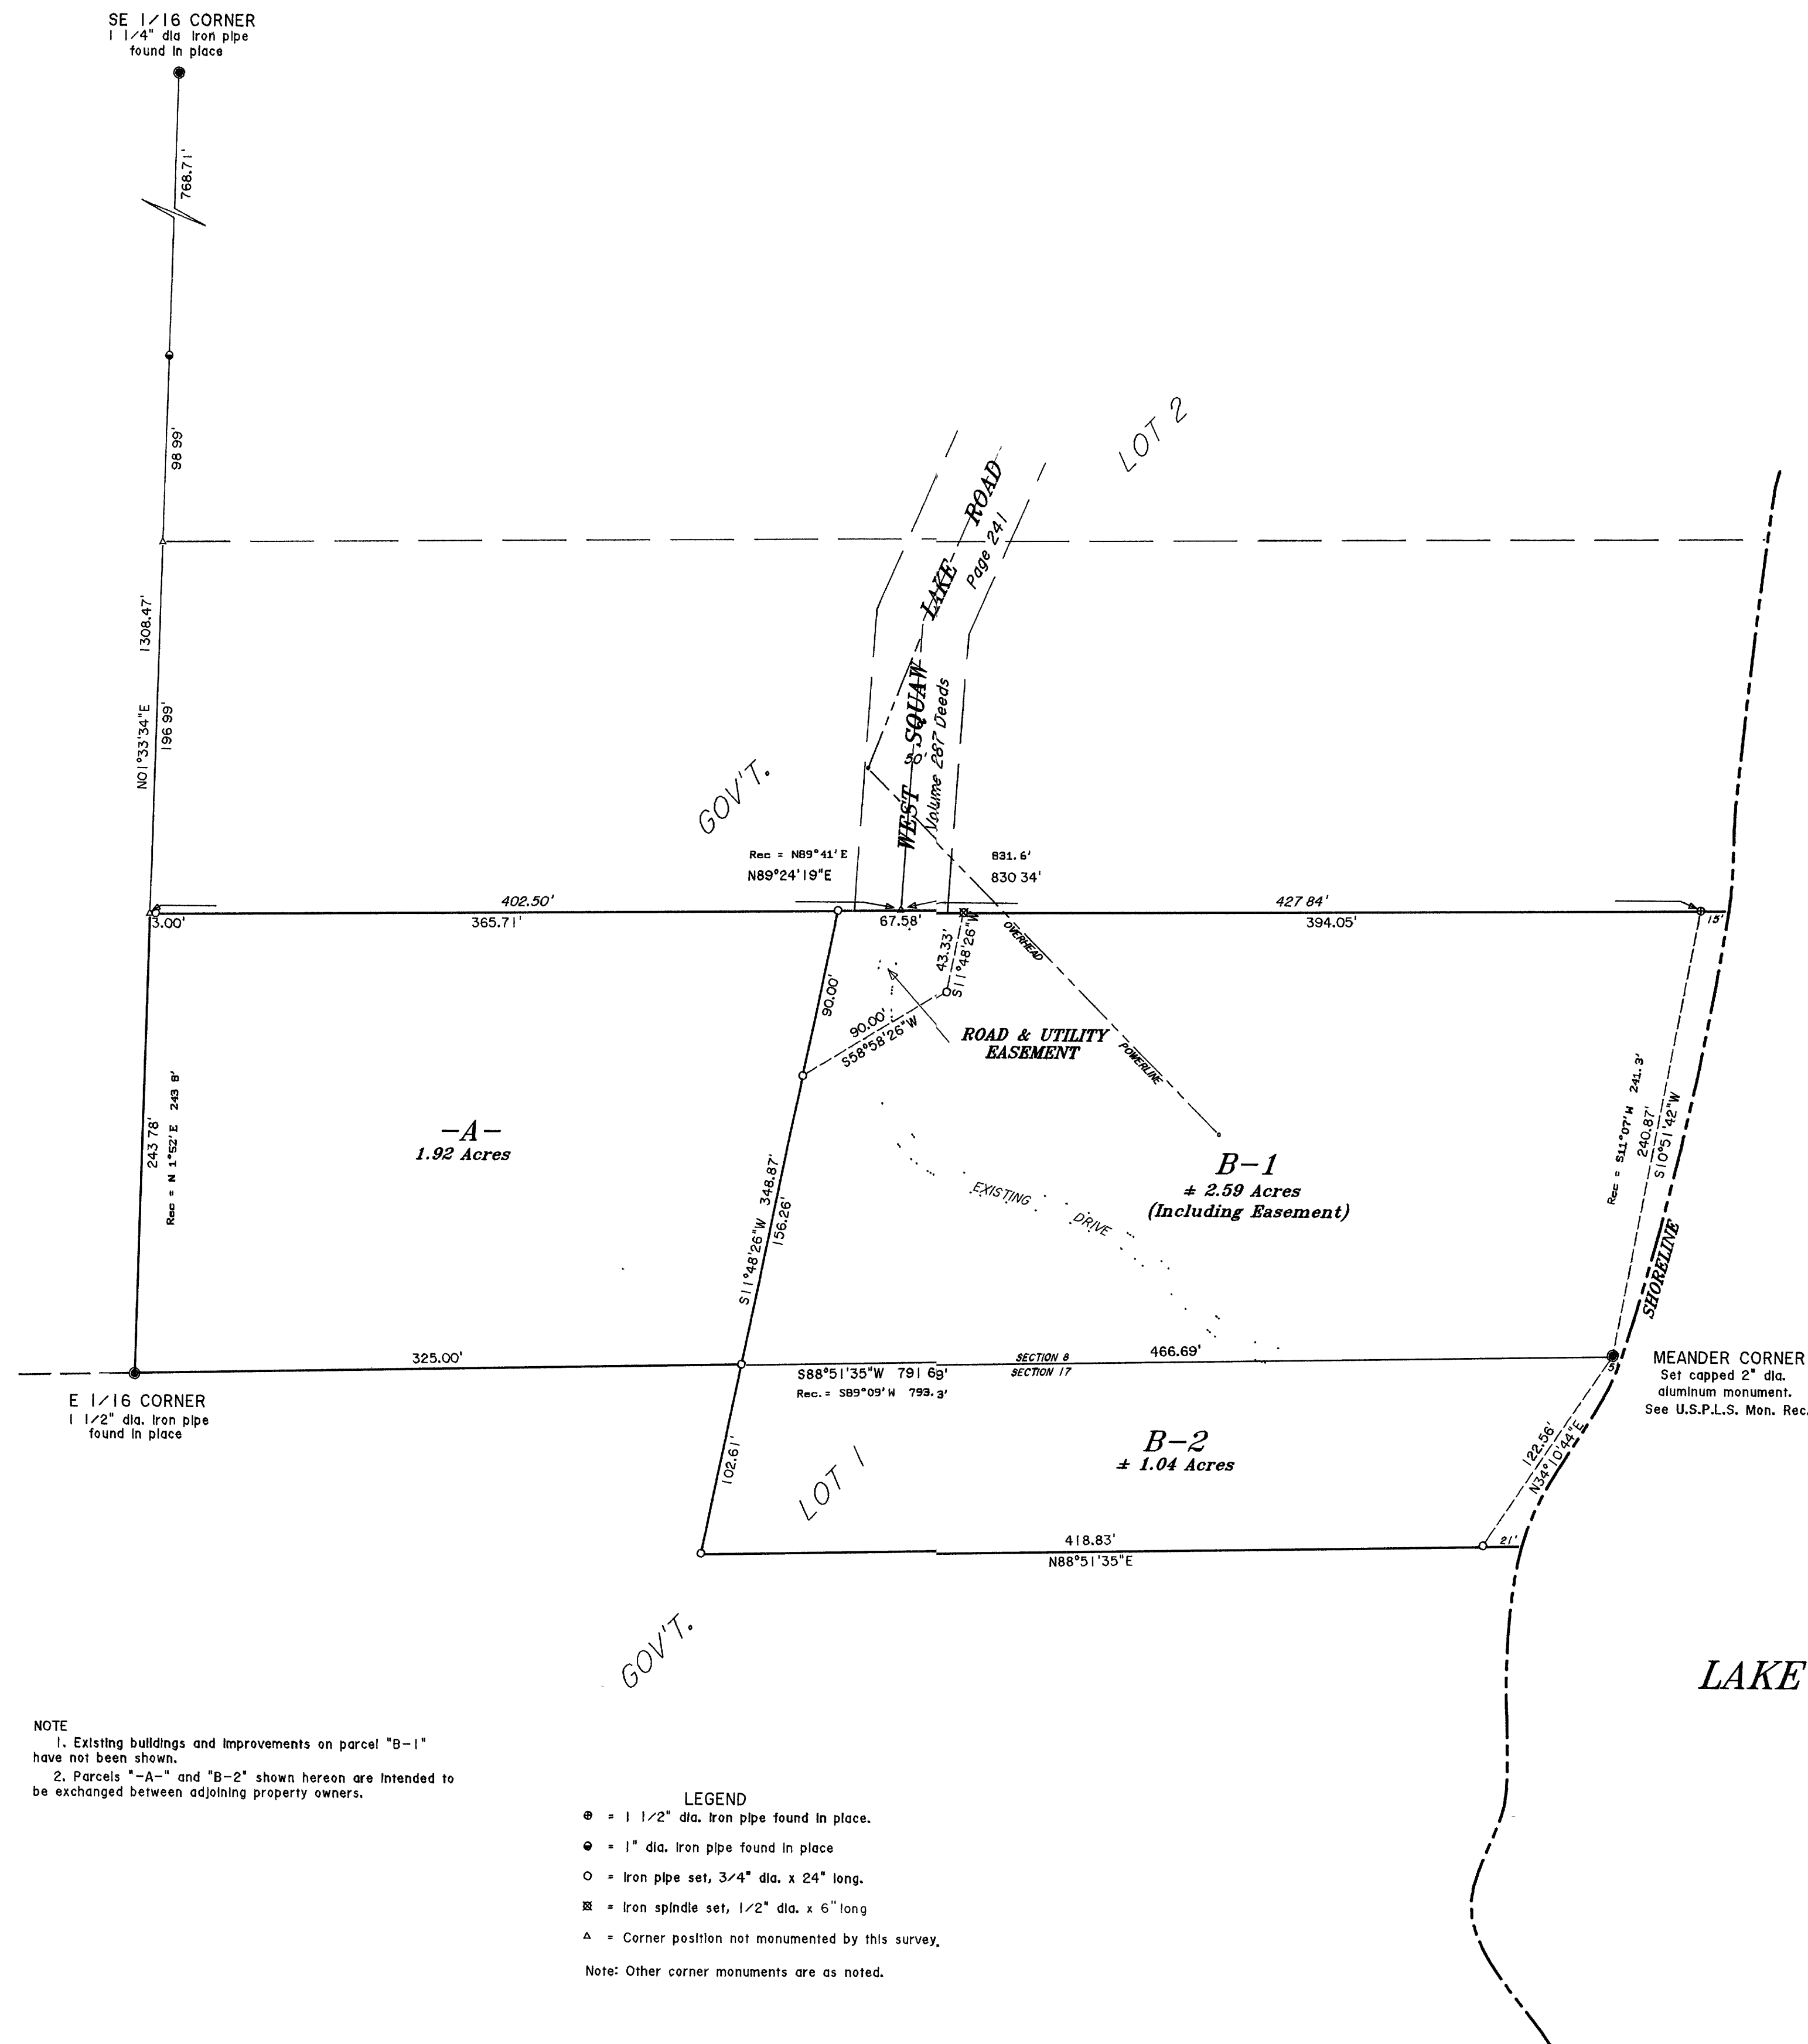 SE 1/16 CORNER
1 1/4" dia Iron pipe
found in place
768.71'
98 99'
1308.47'
N01°33'34"E
196 99'
LOT 2
WEST SQUAW LAKE ROAD
50'
Volume 287 Deeds Page 241
GOV'T.
Rec = N89°41'E
831.6'
N89°24'19"E
830 34'
402.50'
427 84'
3.00'
365.71'
67.58'
394.05'
15'
43.33'
S11°48'26"W
OVERHEAD
POWERLINE
90.00'
90.00'
S58°58'26"W
ROAD & UTILITY
EASEMENT
243 78'
Rec = N 1°52'E 243 8'
-A-
1.92 Acres
S11°48'26"W 348.87'
156.26'
EXISTING
DRIVE
B-1
± 2.59 Acres
(Including Easement)
Rec = S11°07'W 241.3'
240.87'
S10°51'42"W
SHORELINE
325.00'
SECTION 8
466.69'
S88°51'35"W 791 69'
SECTION 17
Rec.= S89°09'W 793.3'
5'
MEANDER CORNER
Set capped 2" dia.
aluminum monument.
See U.S.P.L.S. Mon. Rec.
E 1/16 CORNER
1 1/2" dia. Iron pipe
found in place
102.61'
LOT 1
B-2
± 1.04 Acres
122.56'
N34°10'44"E
418.83'
21'
N88°51'35"E
GOV'T.
LAKE
NOTE
1. Existing buildings and improvements on parcel "B-1"
have not been shown.
2. Parcels "-A-" and "B-2" shown hereon are intended to
be exchanged between adjoining property owners.
LEGEND
⊕ = 1 1/2" dia. Iron pipe found in place.
= 1" dia. Iron pipe found in place
○ = Iron pipe set, 3/4" dia. x 24" long.
= Iron spindle set, 1/2" dia. x 6" long
△ = Corner position not monumented by this survey.
Note: Other corner monuments are as noted.